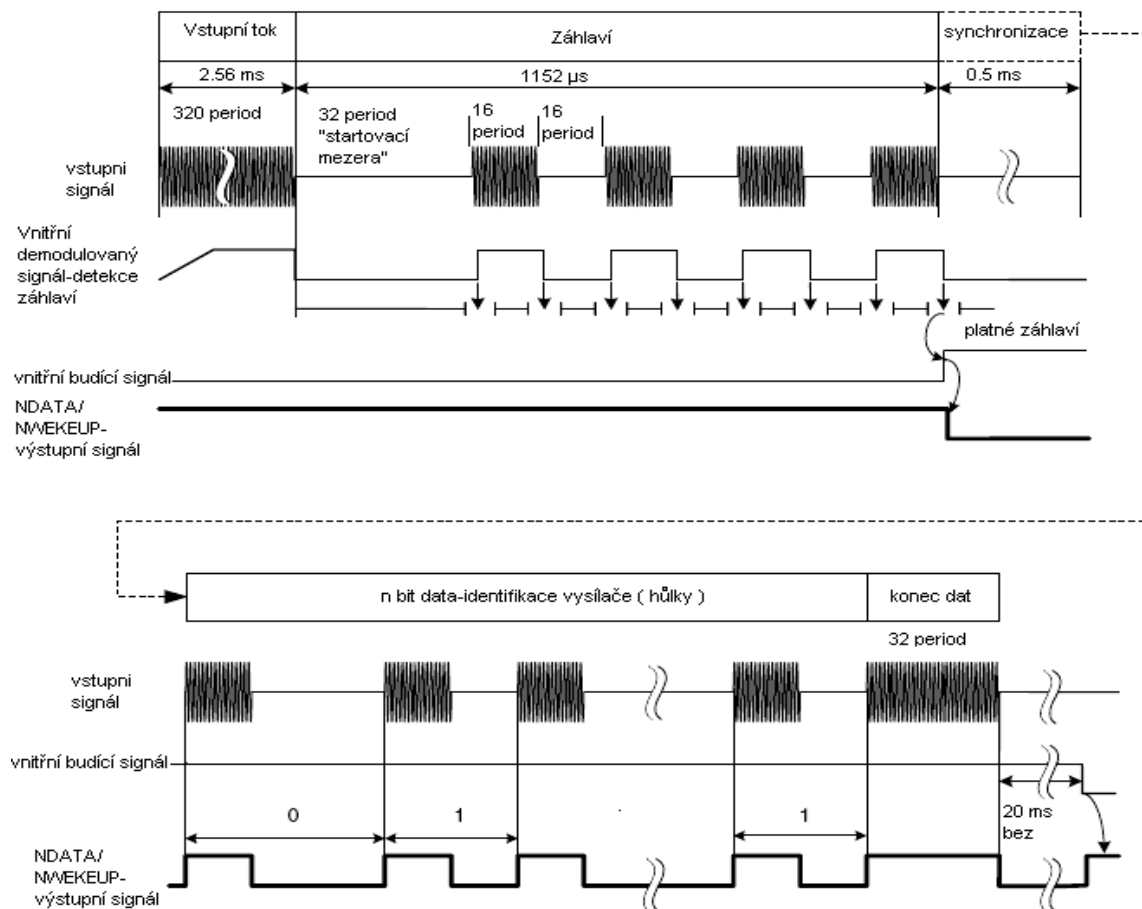 Vstupní tok
Záhlaví
synchronizace
2.56 ms
1152 µs
0.5 ms
320 period
32 period
"startovací
mezera"
16
period
16
period
vstupni
signál
Vnitřní
demodulovaný
signál-detekce
záhlaví
platné záhlaví
vnitřní budící signál
NDATA/
NWEKEUP-
výstupní signál
n bit data-identifikace vysílače ( hůlky )
konec dat
32 period
vstupni
signál
vnitřní budící signál
0
1
1
20 ms
bez
NDATA/
NWEKEUP-
výstupní signál